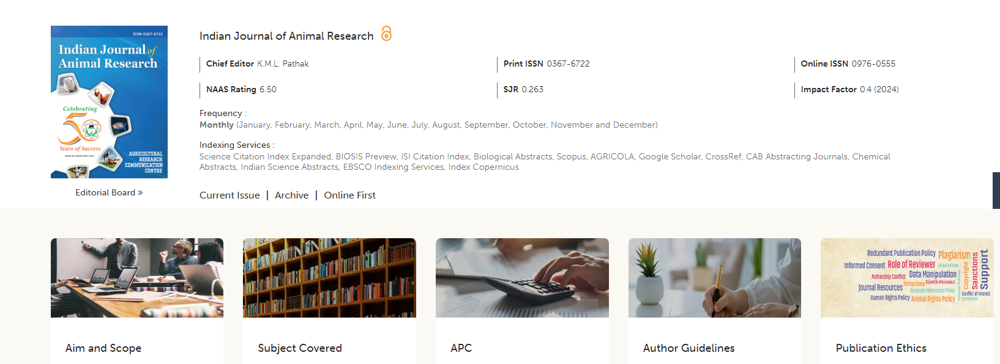 ISSN: 0367-6722
Indian Journal of
Animal Research
Celebrating
50
Years of Success
www.arccjournals.com
AGRICULTURAL
RESEARCH
COMMUNICATION
CENTRE
Editorial Board »
Indian Journal of Animal Research
Chief Editor K.M.L. Pathak
Print ISSN 0367-6722
Online ISSN 0976-0555
NAAS Rating 6.50
SJR 0.263
Impact Factor 0.4 (2024)
Frequency :
Monthly (January, February, March, April, May, June, July, August, September, October, November and December)
Indexing Services :
Science Citation Index Expanded, BIOSIS Preview, ISI Citation Index, Biological Abstracts, Scopus, AGRICOLA, Google Scholar, CrossRef, CAB Abstracting Journals, Chemical
Abstracts, Indian Science Abstracts, EBSCO Indexing Services, Index Copernicus
Current Issue | Archive | Online First
Redundant Publication Policy
Plagiarism
Informed Consent
Role of Reviewer
Ethical Policies
Authorship Conflict
Data Manipulation
Journal Resources
Retractions
Scientific Misconduct
Duplicate Submission Policy
Human Rights Policy
Animal Rights Policy
Copyright
Sanctions
Support
Conflict of Interest
Corrections
Aim and Scope
Subject Covered
APC
Author Guidelines
Publication Ethics